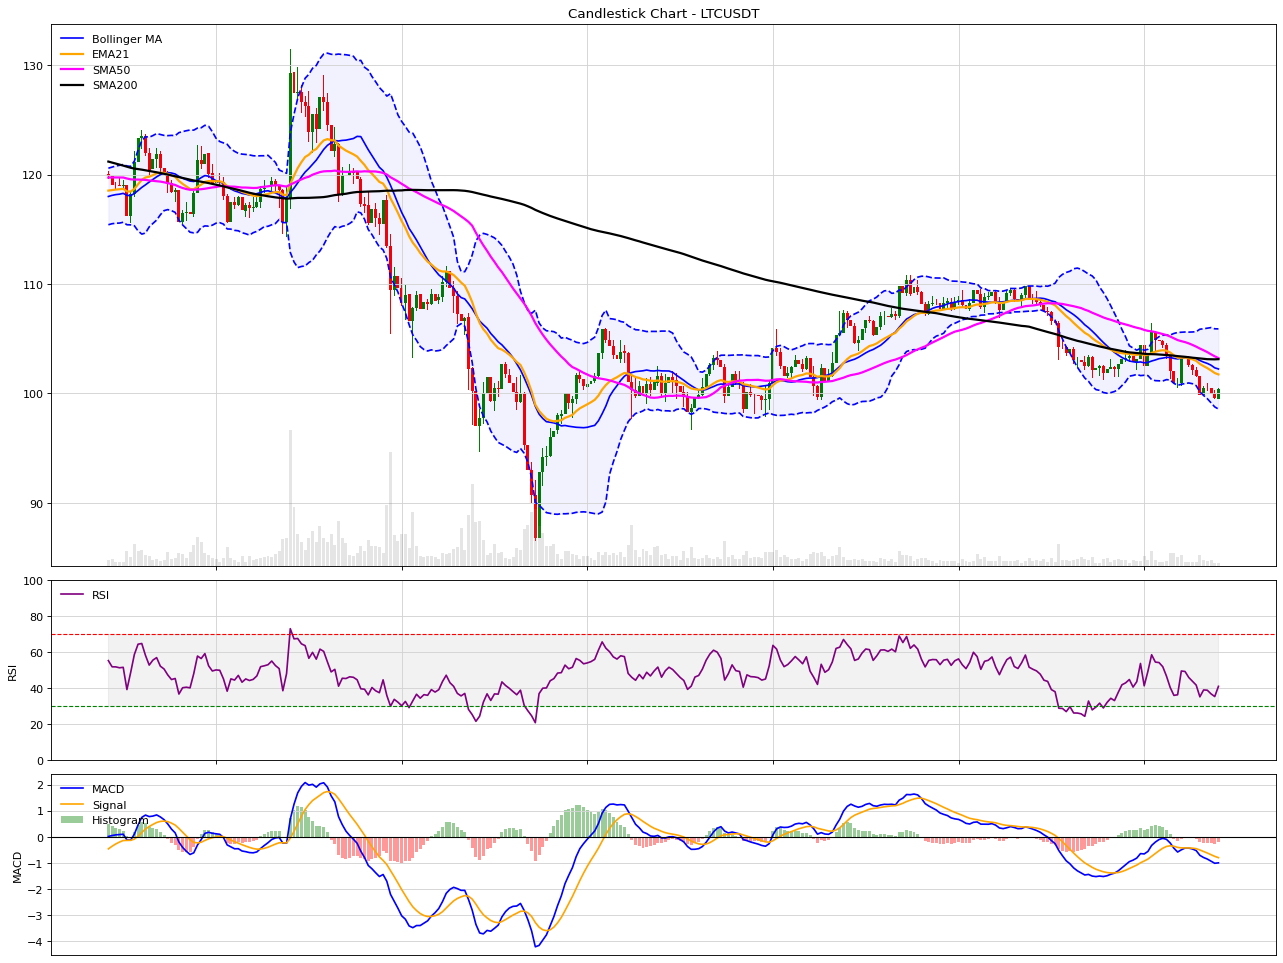 Candlestick Chart - LTCUSDT
Bollinger MA
EMA21
SMA50
SMA200
130
120
110
100
90
RSI
100
80
60
40
20
0
RSI
MACD
Signal
Histogram
2
1
0
−1
−2
−3
−4
MACD